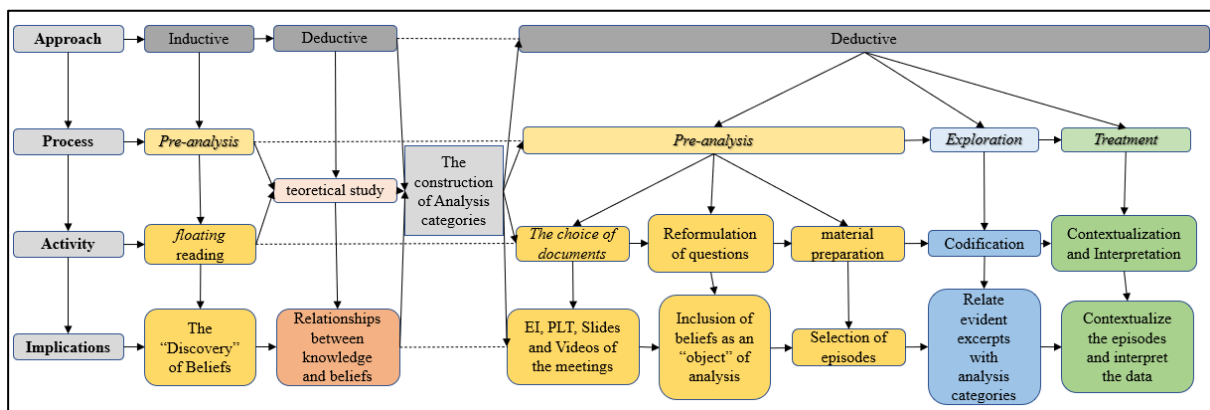 Approach
Inductive
Deductive
Deductive
Process
Pre-analysis
Pre-analysis
Exploration
Treatment
teoretical study
The
construction
of Analysis
categories
Activity
floating
reading
The choice of
documents
Reformulation
of questions
material
preparation
Codification
Contextualization
and Interpretation
Implications
The
“Discovery”
of Beliefs
Relationships
between
knowledge
and beliefs
EI, PLT, Slides
and Videos of
the meetings
Inclusion of
beliefs as an
“object” of
analysis
Selection of
episodes
Relate
evident
excerpts
with
analysis
categories
Contextualize
the episodes
and interpret
the data